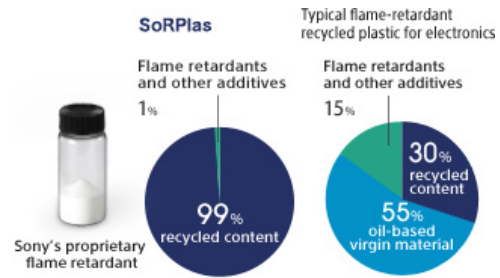 SoRPlas
Flame retardants
and other additives
1%
99%
recycled content
Sony's proprietary
flame retardant
Typical flame-retardant
recycled plastic for electronics
Flame retardants
and other additives
15%
30%
recycled
content
55%
oil-based
virgin material